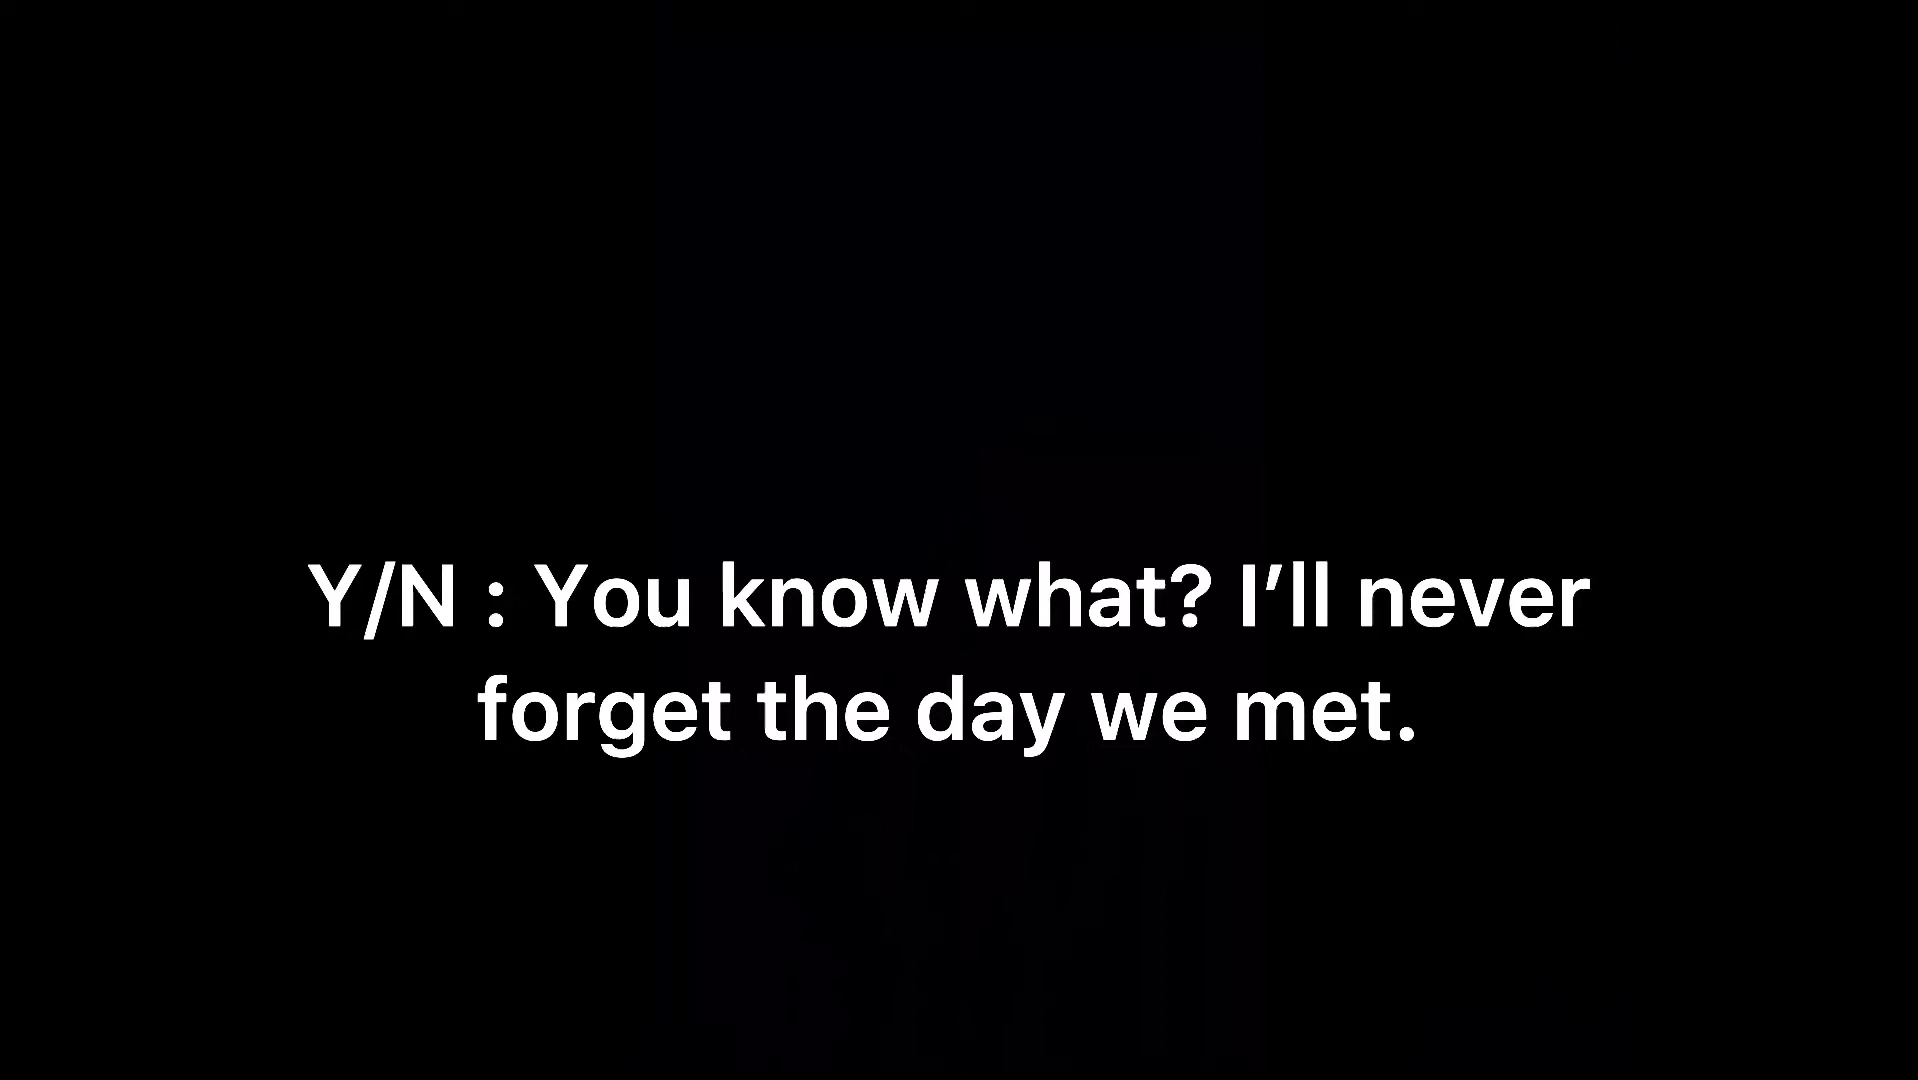 Y/N : You know what? I’ll never
forget the day we met.